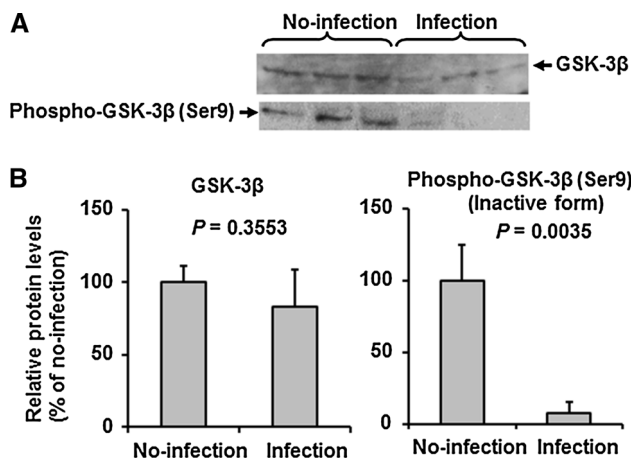 A
No-infection Infection
GSK-3β
Phospho-GSK-3β (Ser9)
B
GSK-3β
P = 0.3553
Relative protein levels
(% of no-infection)
150
100
50
0
No-infection Infection
Phospho-GSK-3β (Ser9)
(Inactive form)
P = 0.0035
150
100
50
0
No-infection Infection